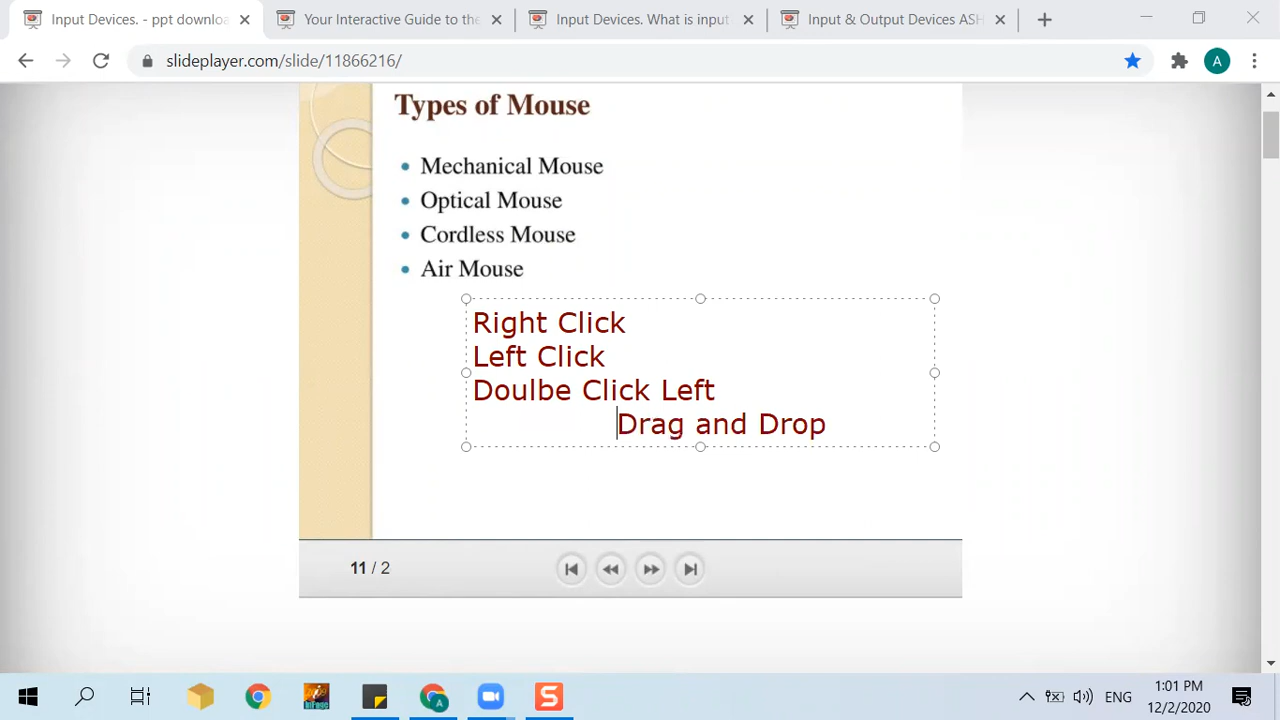 Input Devices. - ppt downloa
Your Interactive Guide to the
Input Devices. What is input
Input & Output Devices ASH
slideplayer.com/slide/11866216/
A
Types of Mouse
Mechanical Mouse
Optical Mouse
Cordless Mouse
Air Mouse
Right Click
Left Click
Doulbe Click Left
Drag and Drop
11 / 2
InPage
A
S
ENG
1:01 PM
12/2/2020